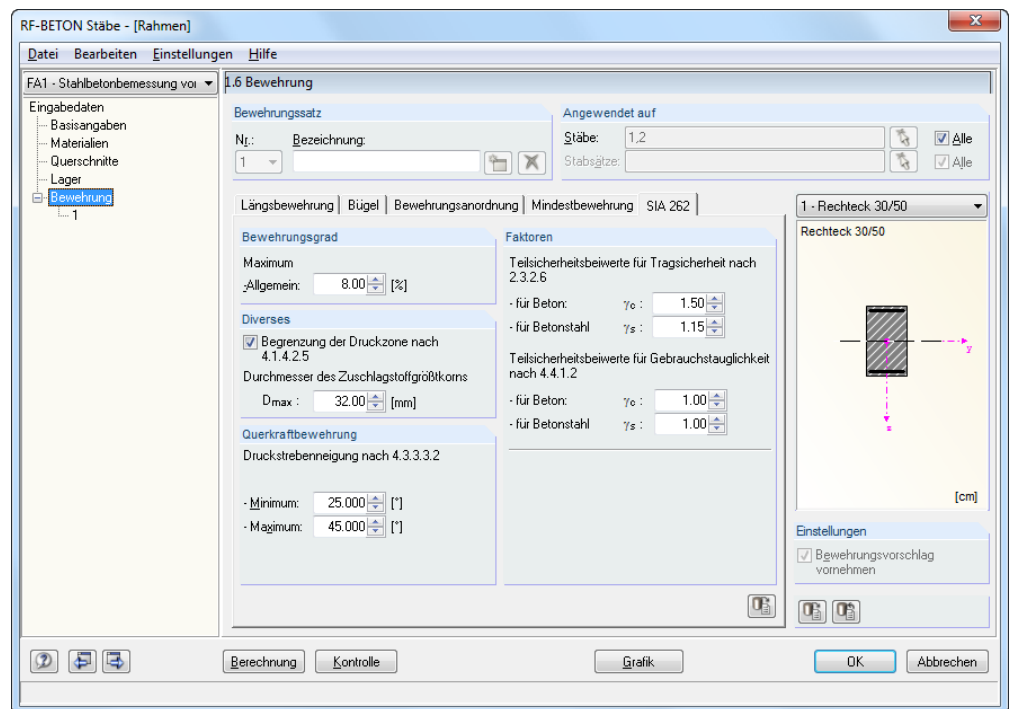 RF-BETON Stäbe - [Rahmen]
Datei Bearbeiten Einstellungen Hilfe
FA1 - Stahlbetonbemessung vor
Eingabedaten
Basisangaben
Materialien
Querschnitte
Lager
Bewehrung
1
1.6 Bewehrung
Bewehrungssatz
Nr.: Bezeichnung:
1
Angewendet auf
Stäbe: 1,2 Alle
Stabsätze: Alle
Längsbewehrung Bügel Bewehrungsanordnung Mindestbewehrung SIA 262
Bewehrungsgrad
Maximum
-Allgemein: 8.00 [%]
Diverses
Begrenzung der Druckzone nach
4.1.4.2.5
Durchmesser des Zuschlagstoffgrößtkorns
Dmax : 32.00 [mm]
Querkraftbewehrung
Druckstrebenneigung nach 4.3.3.3.2
- Minimum: 25.000 [°]
- Maximum: 45.000 [°]
Faktoren
Teilsicherheitsbeiwerte für Tragsicherheit nach
2.3.2.6
- für Beton: γc : 1.50
- für Betonstahl γs : 1.15
Teilsicherheitsbeiwerte für Gebrauchstauglichkeit
nach 4.4.1.2
- für Beton: γc : 1.00
- für Betonstahl γs : 1.00
1 - Rechteck 30/50
Rechteck 30/50
y
z
[cm]
Einstellungen
Bewehrungsvorschlag
vornehmen
Berechnung Kontrolle Grafik OK Abbrechen